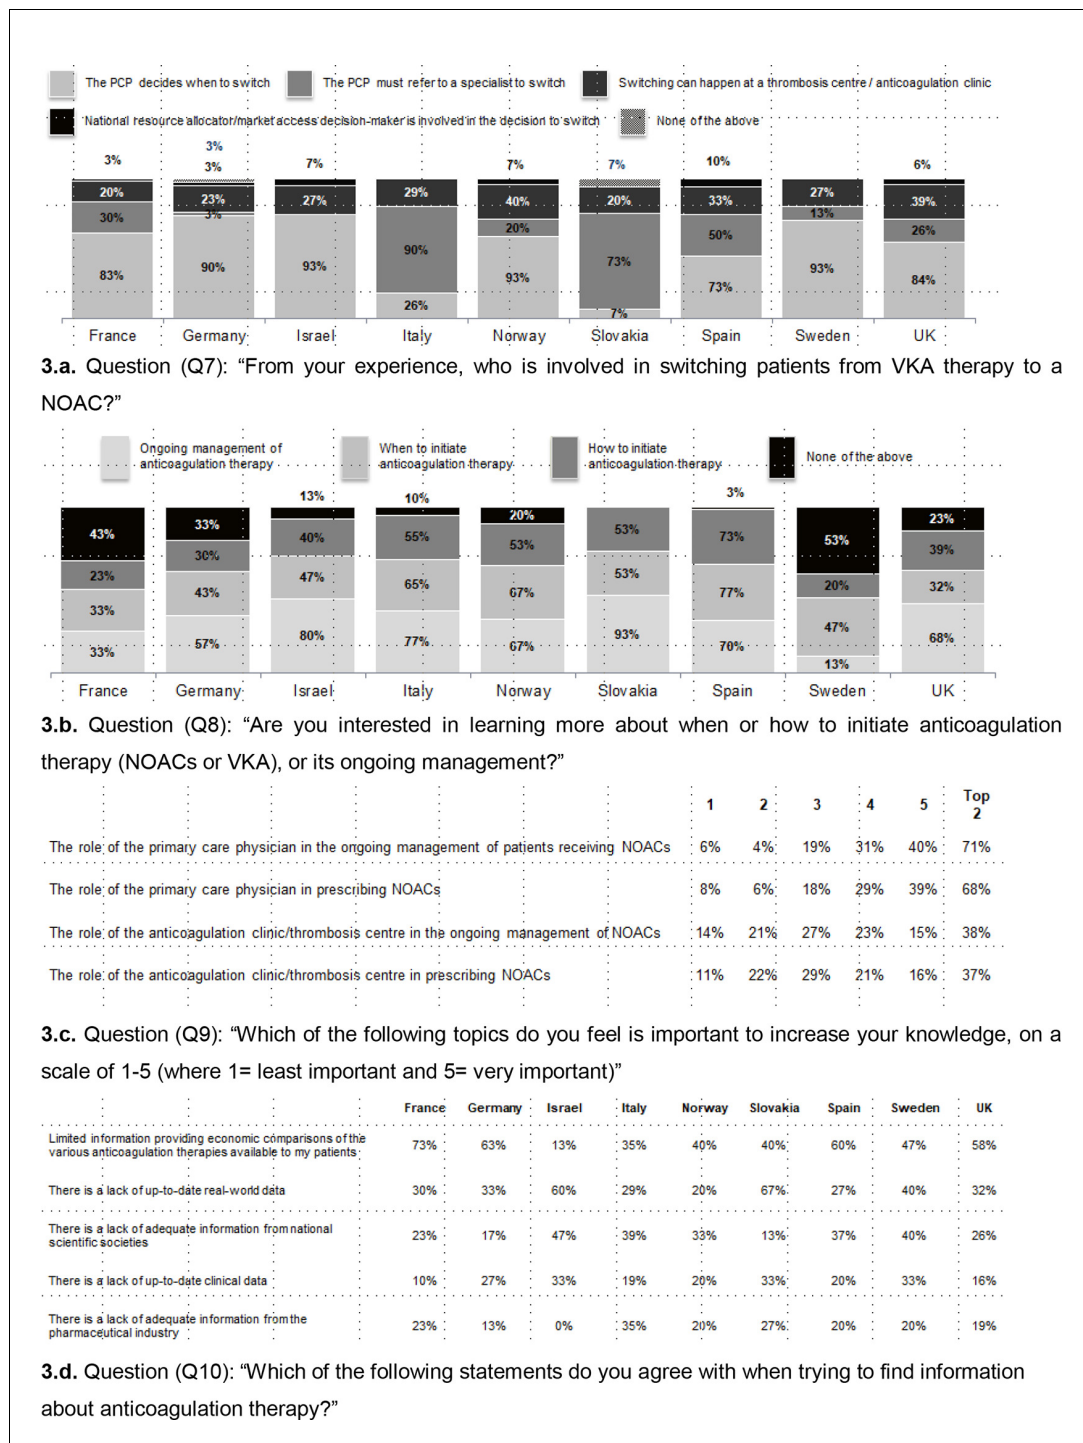 The PCP decides when to switch The PCP must refer to a specialist to switch Switching can happen at a thrombosis centre / anticoagulation clinic
National resource allocator/market access decision-maker is involved in the decision to switch None of the above
3%
3% 3% 7% 7% 7% 10% 6%
20% 23% 27% 29% 40% 20% 33% 27% 39%
30% 3% 90% 20% 73% 50% 13% 26%
83% 90% 93% 26% 93% 7% 73% 93% 84%
France Germany Israel Italy Norway Slovakia Spain Sweden UK
3.a. Question (Q7): “From your experience, who is involved in switching patients from VKA therapy to a
NOAC?”
Ongoing management of anticoagulation therapy When to initiate anticoagulation therapy How to initiate anticoagulation therapy None of the above
13% 10% 3%
43% 33% 20% 53% 23%
23% 30% 40% 55% 53% 53% 73% 20% 39%
33% 43% 47% 65% 67% 53% 77% 47% 32%
33% 57% 80% 77% 67% 93% 70% 13% 68%
France Germany Israel Italy Norway Slovakia Spain Sweden UK
3.b. Question (Q8): “Are you interested in learning more about when or how to initiate anticoagulation
therapy (NOACs or VKA), or its ongoing management?”
1 2 3 4 5 Top 2
The role of the primary care physician in the ongoing management of patients receiving NOACs 6% 4% 19% 31% 40% 71%
The role of the primary care physician in prescribing NOACs 8% 6% 18% 29% 39% 68%
The role of the anticoagulation clinic/thrombosis centre in the ongoing management of NOACs 14% 21% 27% 23% 15% 38%
The role of the anticoagulation clinic/thrombosis centre in prescribing NOACs 11% 22% 29% 21% 16% 37%
3.c. Question (Q9): “Which of the following topics do you feel is important to increase your knowledge, on a
scale of 1-5 (where 1= least important and 5= very important)”
France Germany Israel Italy Norway Slovakia Spain Sweden UK
Limited information providing economic comparisons of the
various anticoagulation therapies available to my patients 73% 63% 13% 35% 40% 40% 60% 47% 58%
There is a lack of up-to-date real-world data 30% 33% 60% 29% 20% 67% 27% 40% 32%
There is a lack of adequate information from national
scientific societies 23% 17% 47% 39% 33% 13% 37% 40% 26%
There is a lack of up-to-date clinical data 10% 27% 33% 19% 20% 33% 20% 33% 16%
There is a lack of adequate information from the
pharmaceutical industry 23% 13% 0% 35% 20% 27% 20% 20% 19%
3.d. Question (Q10): “Which of the following statements do you agree with when trying to find information
about anticoagulation therapy?”